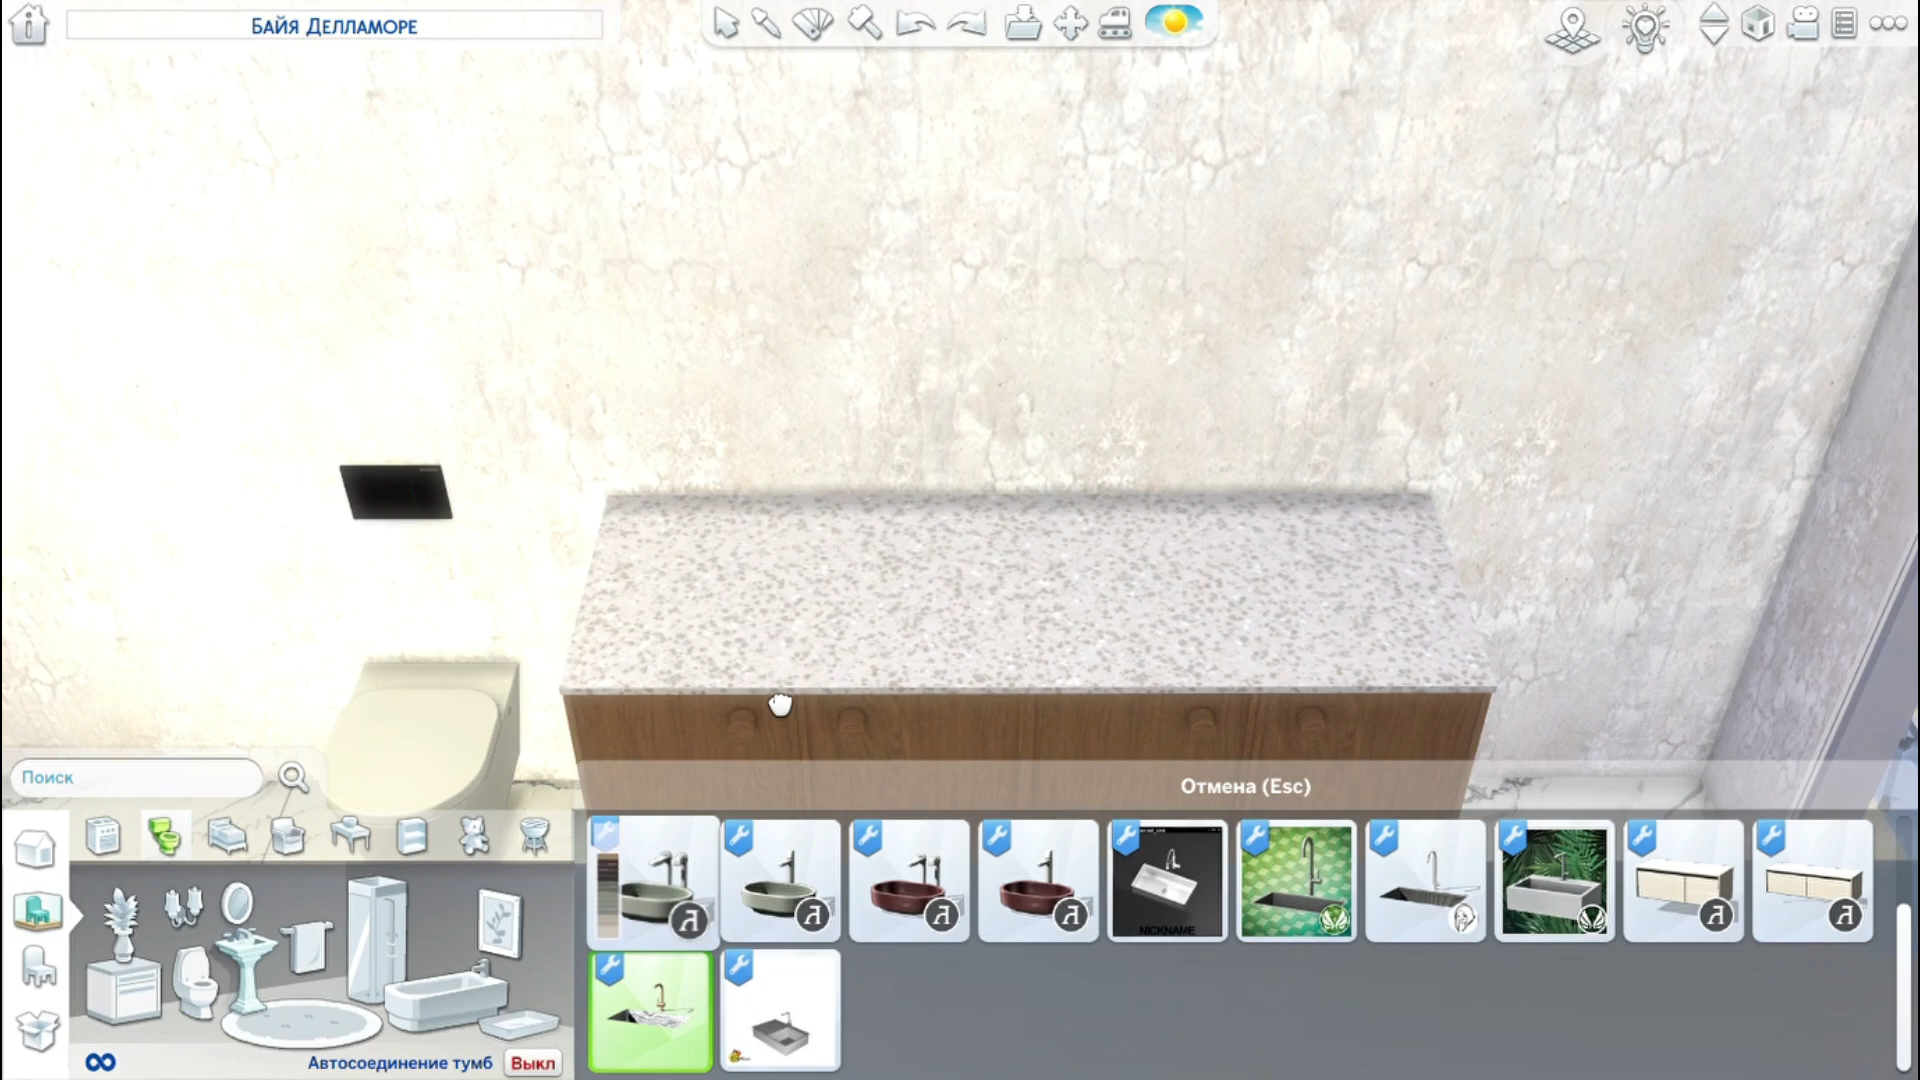 Байя Делламоре
Поиск
Отмена (Esc)
NICKNAME
Автосоединение тумб Выкл